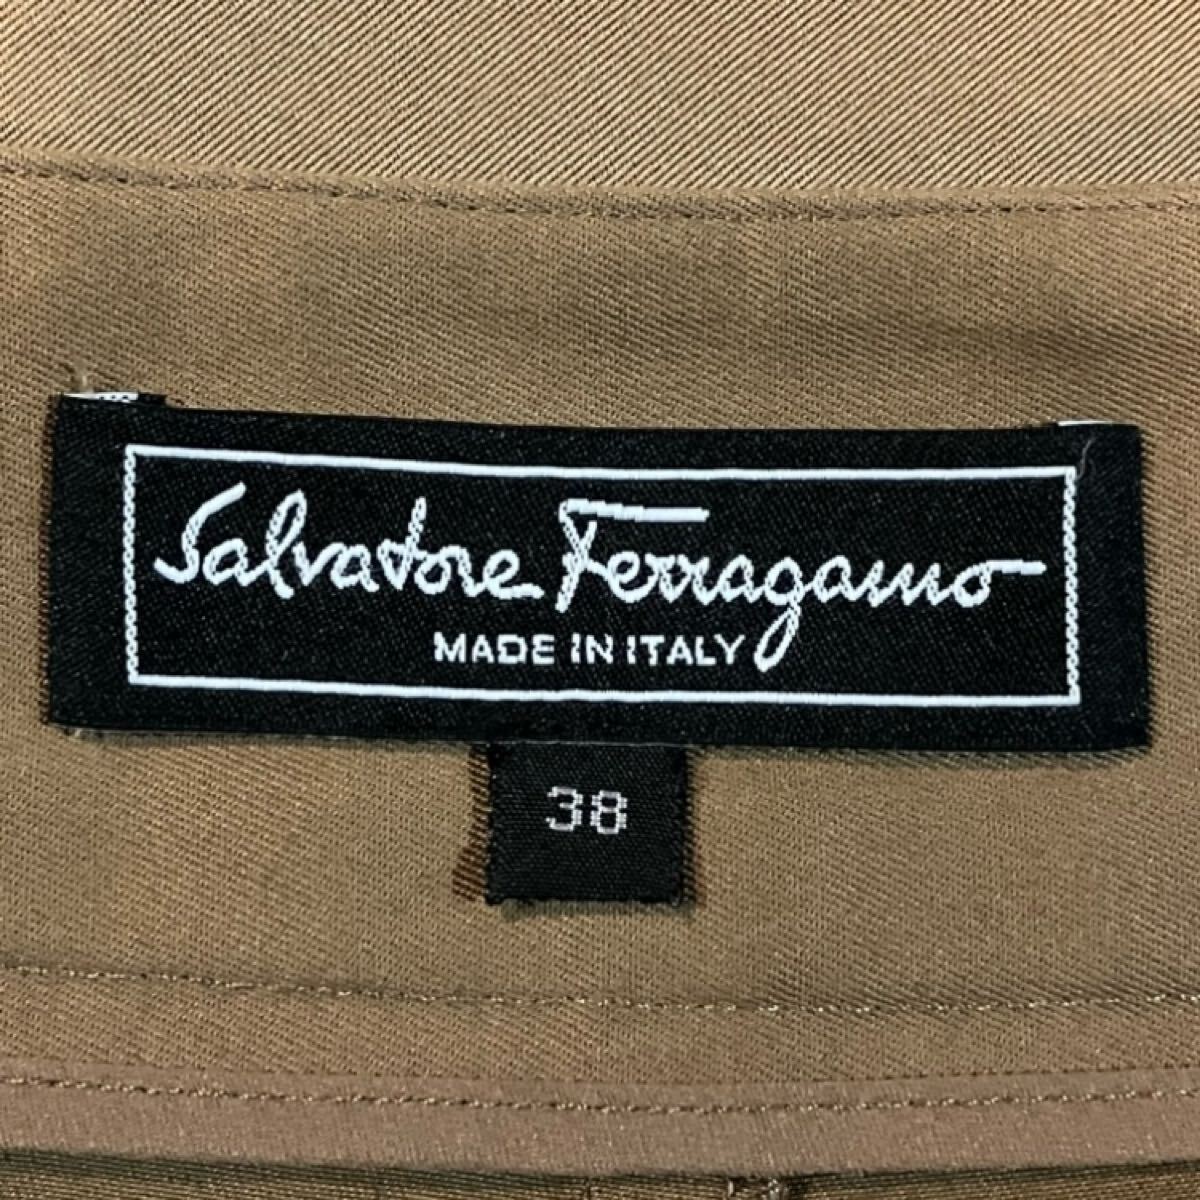 Salvatore Ferragamo
MADE IN ITALY
38